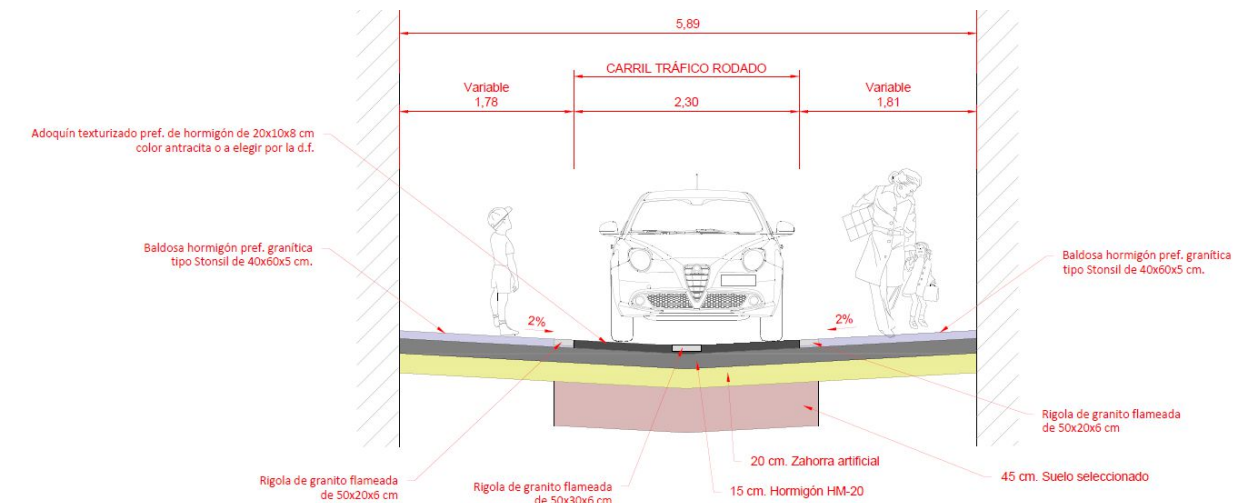 5,89
CARRIL TRÁFICO RODADO
Variable
1,78
2,30
Variable
1,81
Adoquín texturizado pref. de hormigón de 20x10x8 cm
color antracita o a elegir por la d.f.
Baldosa hormigón pref. granítica
tipo Stonsil de 40x60x5 cm.
Baldosa hormigón pref. granítica
tipo Stonsil de 40x60x5 cm.
2%
2%
Rigola de granito flameada
de 50x20x6 cm
20 cm. Zahorra artificial
45 cm. Suelo seleccionado
Rigola de granito flameada
de 50x20x6 cm
Rigola de granito flameada
de 50x30x6 cm
15 cm. Hormigón HM-20